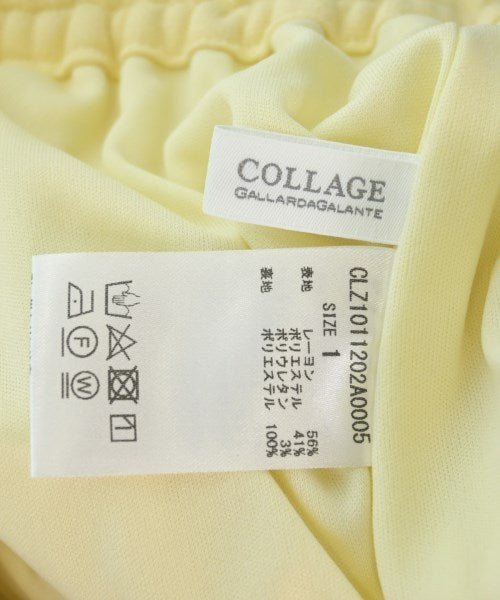 COLLAGE
GALLARDAGALANTE
CLZ1011202A0005
SIZE 1
表地 レーヨン 56%
ポリエステル 41%
ポリウレタン 3%
裏地 ポリエステル 100%
F
W